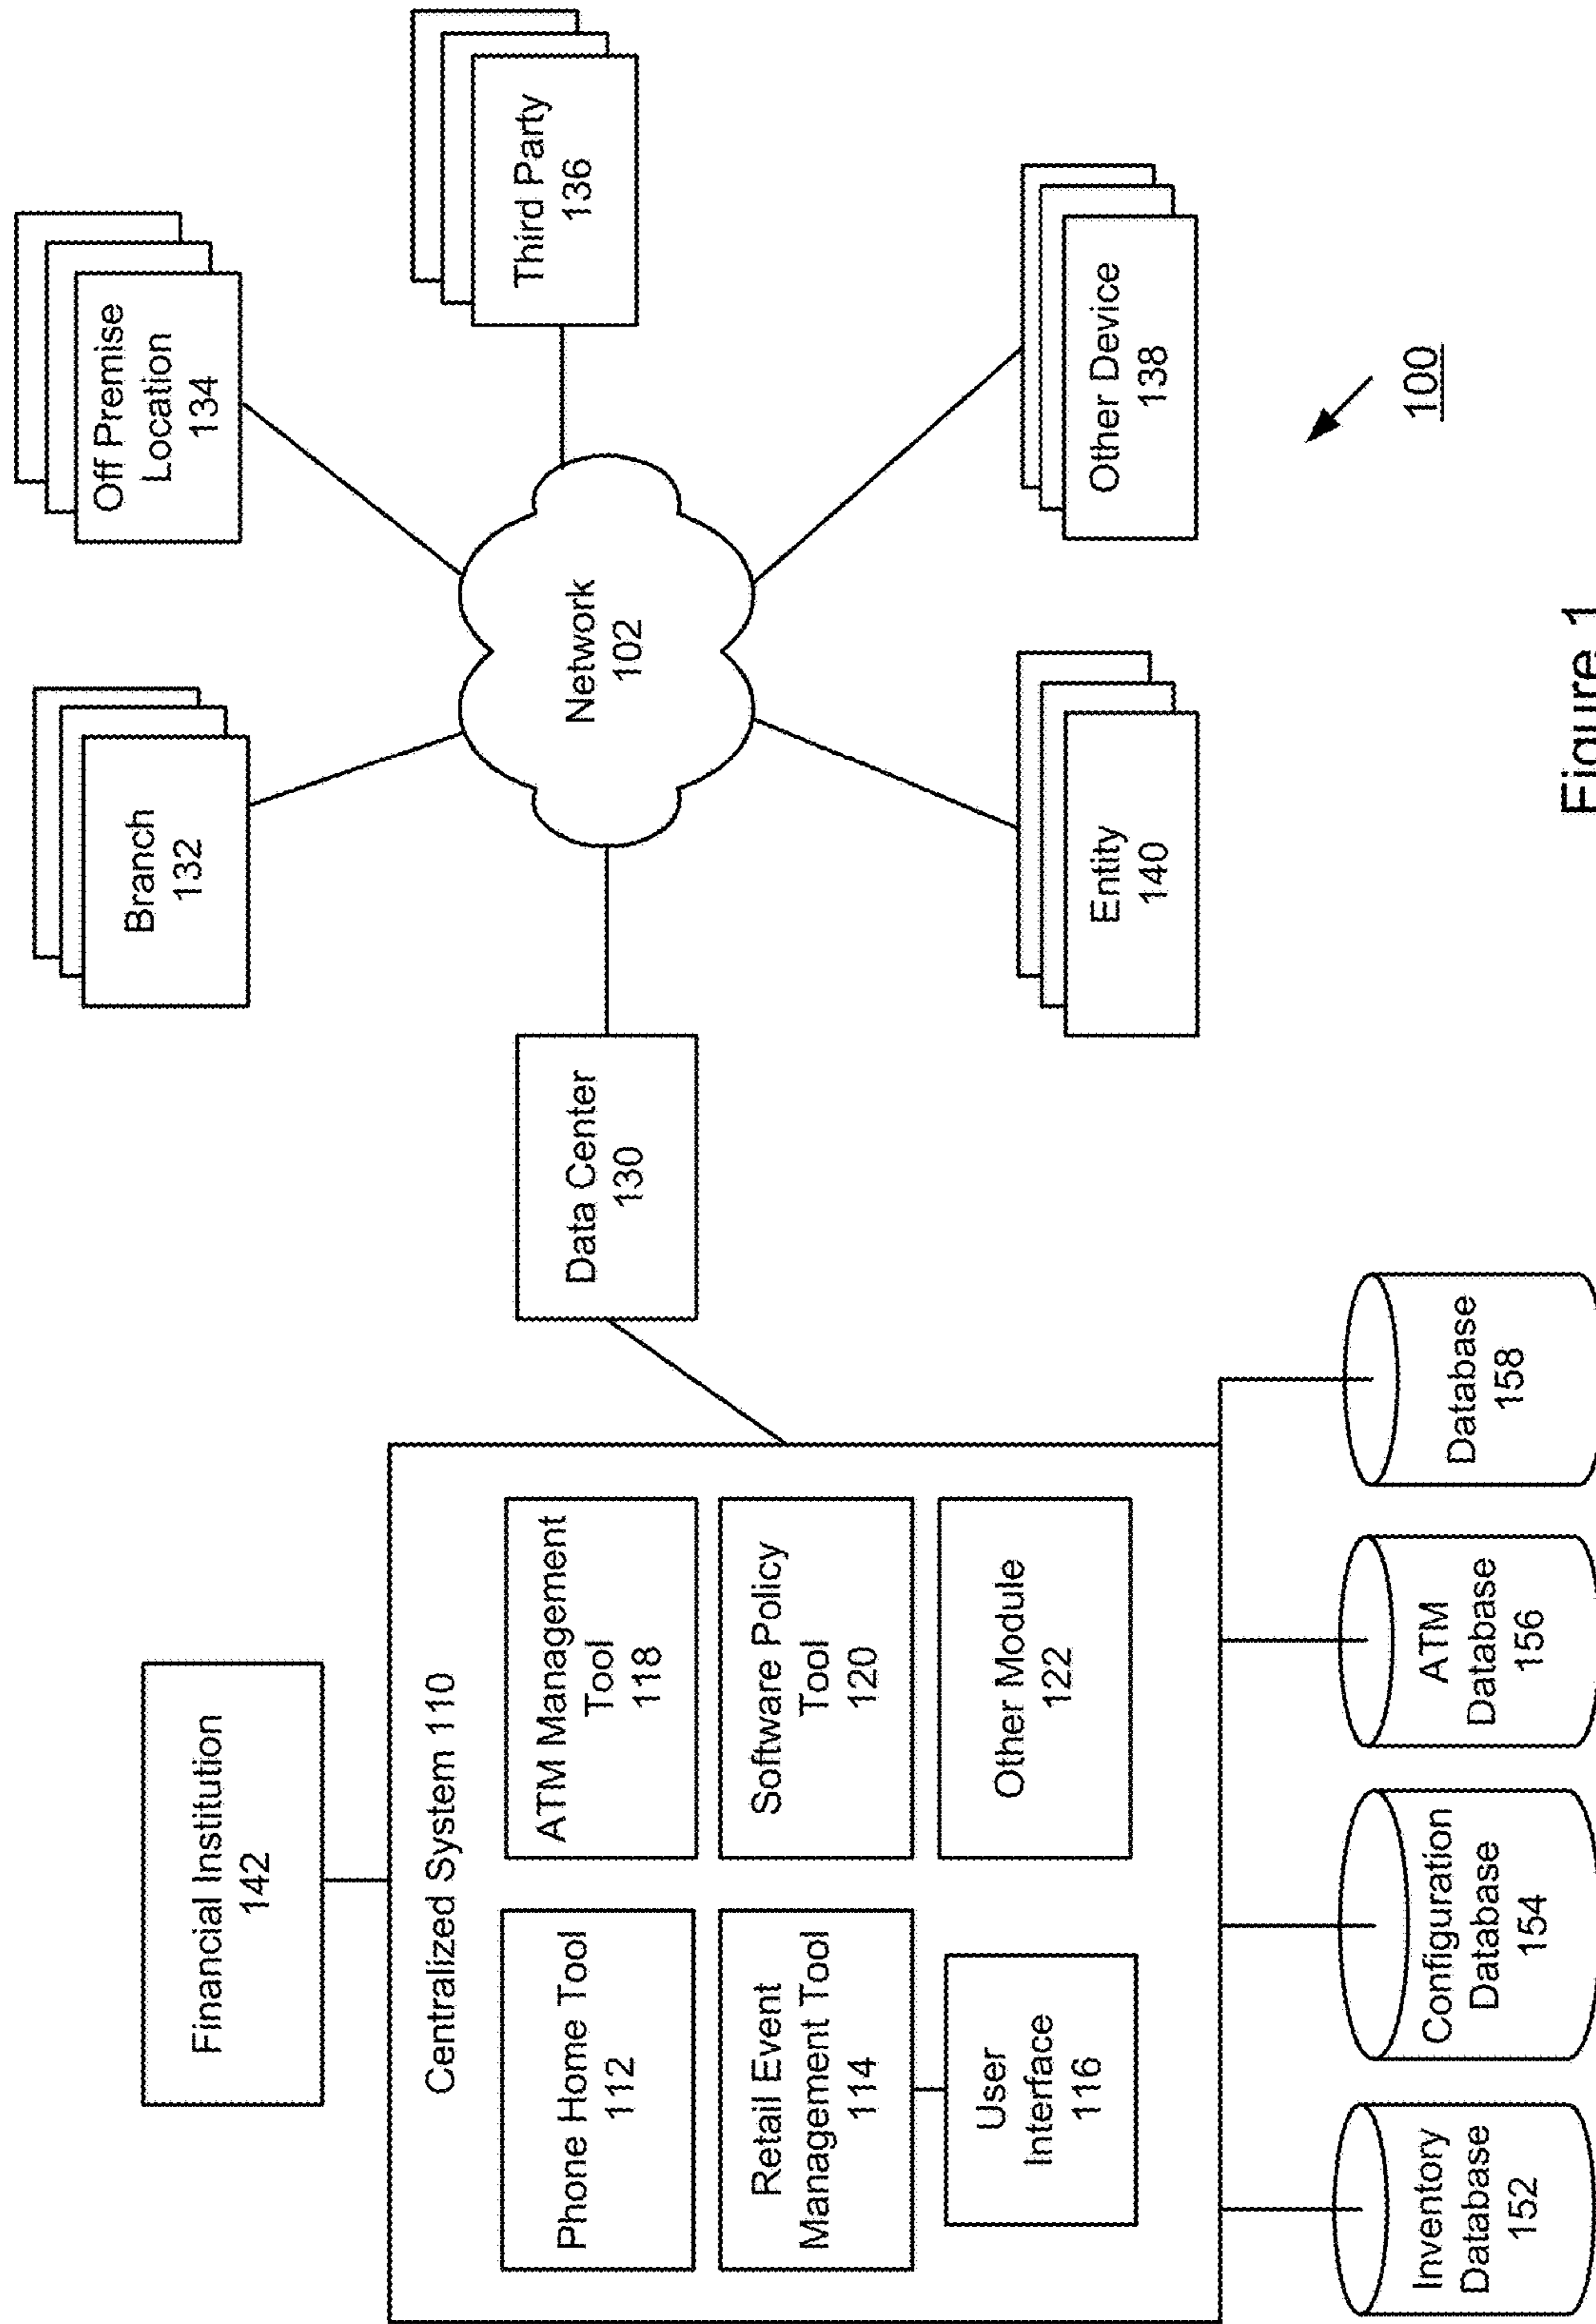 Financial Institution
142
Centralized System 110
Phone Home Tool
112
ATM Management
Tool
118
Retail Event
Management Tool
114
Software Policy
Tool
120
User
Interface
116
Other Module
122
Inventory
Database
152
Configuration
Database
154
ATM
Database
156
Database
158
Data Center
130
Network
102
Branch
132
Off Premise
Location
134
Third Party
136
Other Device
138
Entity
140
100
Figure 1